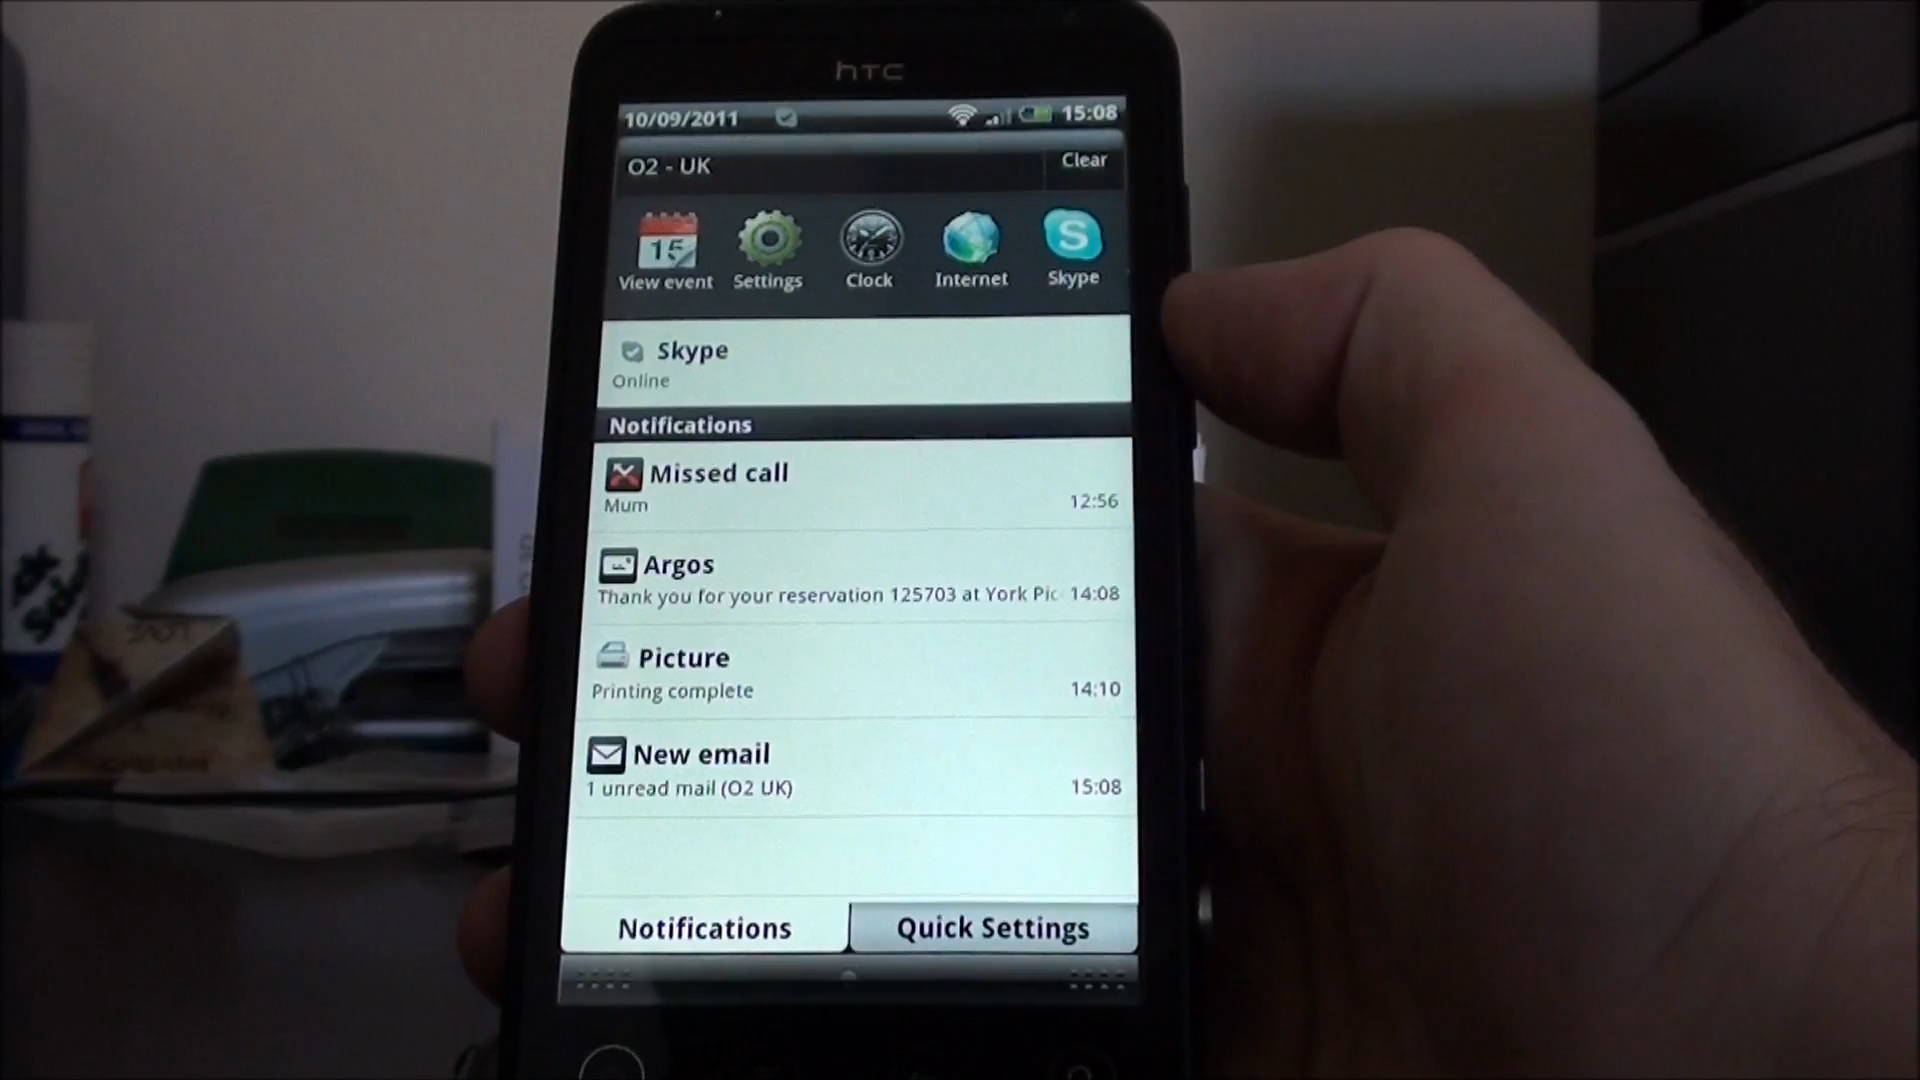 hTC
10/09/2011 15:08
O2 - UK Clear
15
View event Settings Clock Internet Skype
Skype
Online
Notifications
Missed call
Mum 12:56
Argos
Thank you for your reservation 125703 at York Pic 14:08
Picture
Printing complete 14:10
New email
1 unread mail (O2 UK) 15:08
Notifications Quick Settings